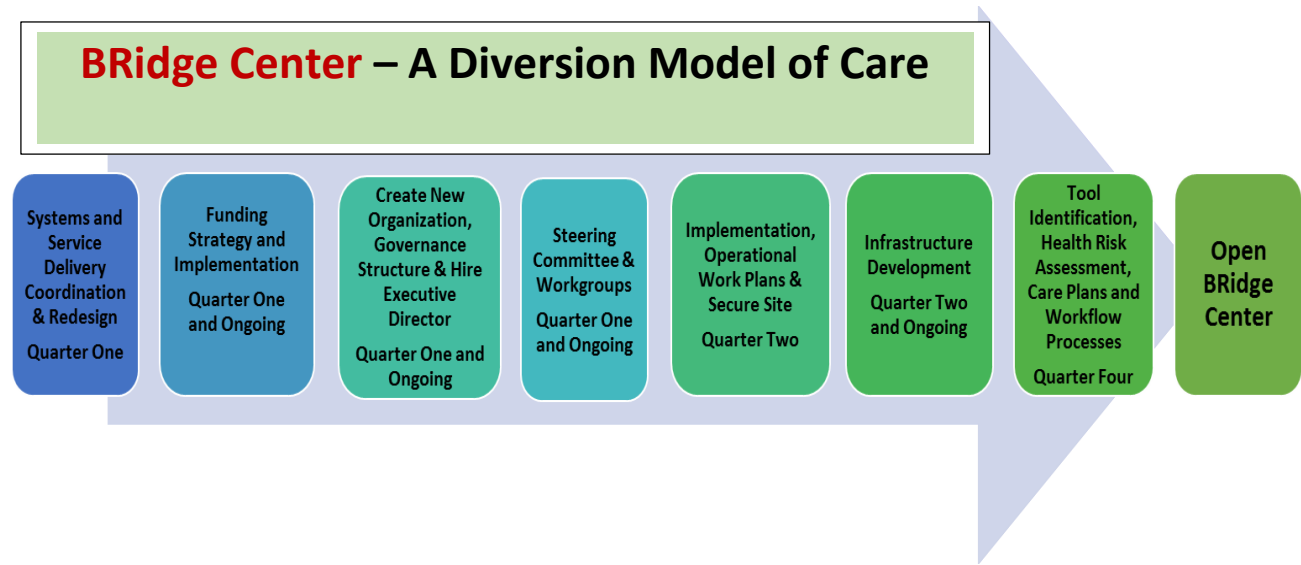 BRidge Center – A Diversion Model of Care
Systems and
Service
Delivery
Coordination
& Redesign
Quarter One
Funding
Strategy and
Implementation
Quarter One
and Ongoing
Create New
Organization,
Governance
Structure & Hire
Executive
Director
Quarter One and
Ongoing
Steering
Committee &
Workgroups
Quarter One
and Ongoing
Implementation,
Operational
Work Plans &
Secure Site
Quarter Two
Infrastructure
Development
Quarter Two
and Ongoing
Tool
Identification,
Health Risk
Assessment,
Care Plans and
Workflow
Processes
Quarter Four
Open
BRidge
Center